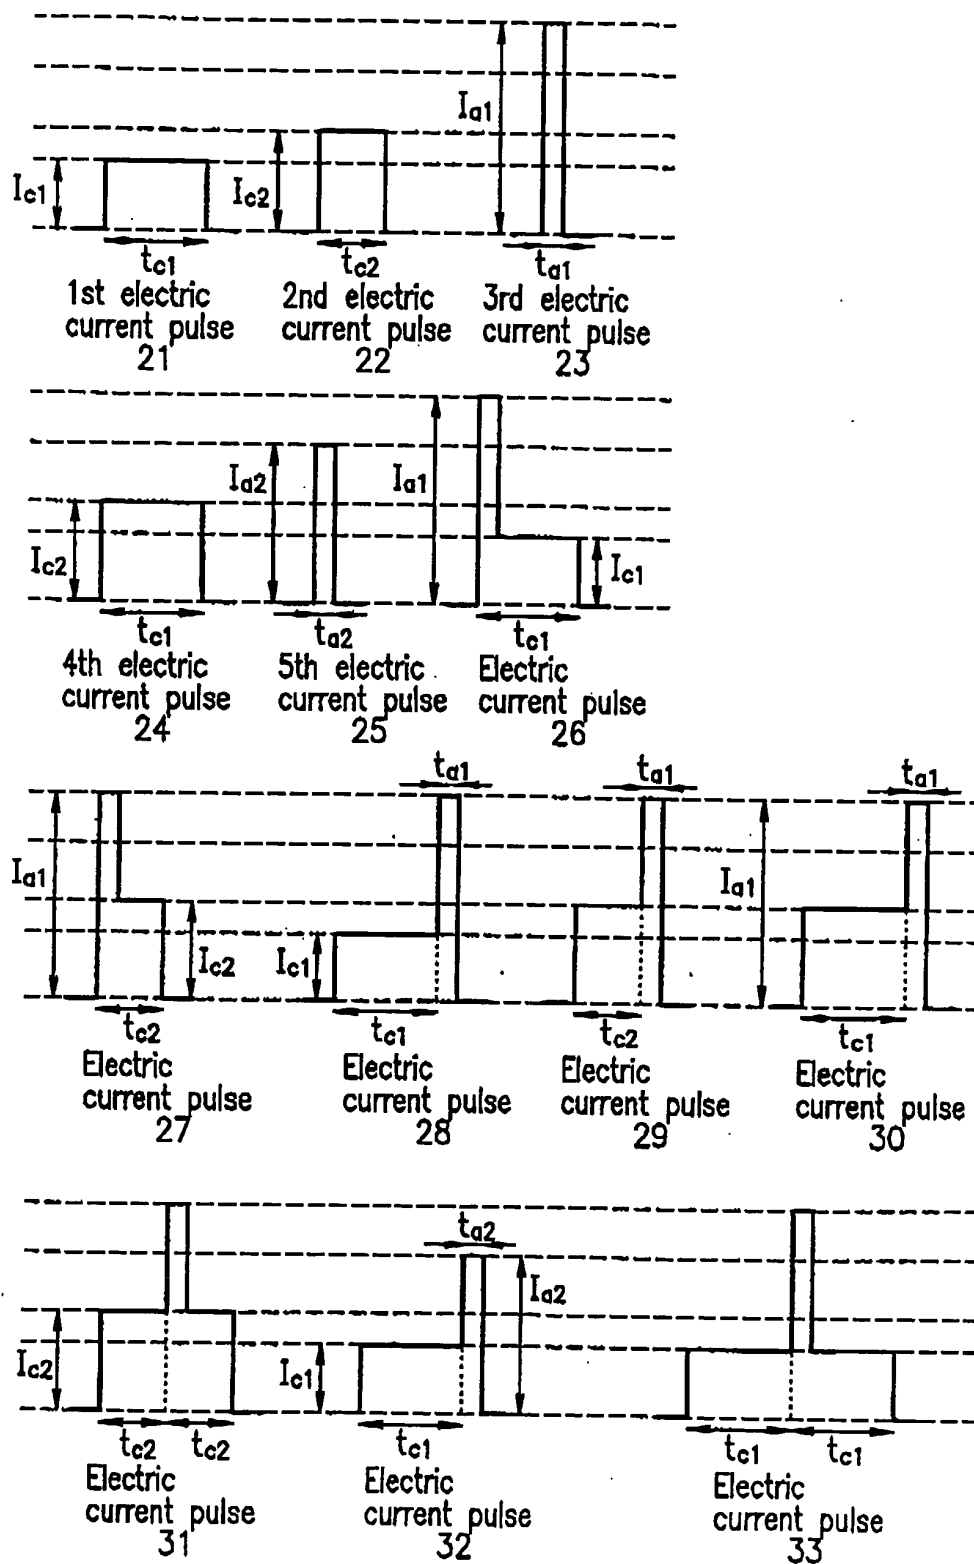 Ic1
Ic2
Ia1
tc1
tc2
ta1
1st electric
current pulse
21
2nd electric
current pulse
22
3rd electric
current pulse
23
Ic2
Ia2
Ia1
Ic1
tc1
ta2
tc1
4th electric
current pulse
24
5th electric
current pulse
25
Electric
current pulse
26
ta1
ta1
ta1
Ia1
Ic2
Ic1
Ia1
tc2
tc1
tc2
tc1
Electric
current pulse
27
Electric
current pulse
28
Electric
current pulse
29
Electric
current pulse
30
ta2
Ic2
Ic1
Ia2
tc2 tc2
tc1
tc1 tc1
Electric
current pulse
31
Electric
current pulse
32
Electric
current pulse
33